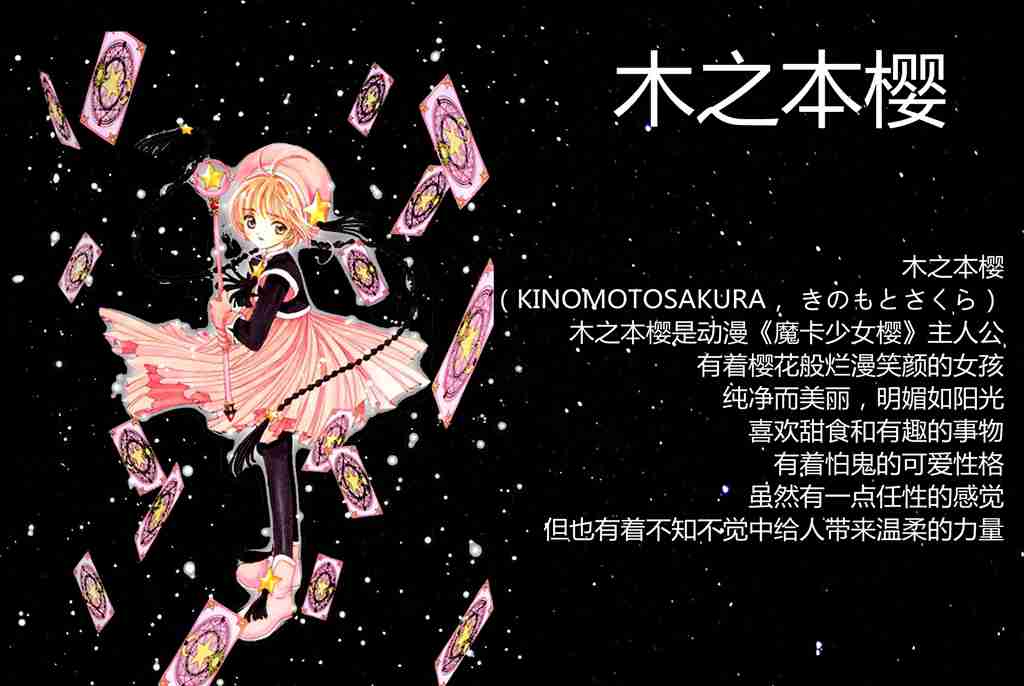 木之本樱
木之本樱
（KINOMOTOSAKURA，きのもとさくら）
木之本樱是动漫《魔卡少女樱》主人公
有着樱花般烂漫笑颜的女孩
纯净而美丽，明媚如阳光
喜欢甜食和有趣的事物
有着怕鬼的可爱性格
虽然有一点任性的感觉
但也有着不知不觉中给人带来温柔的力量